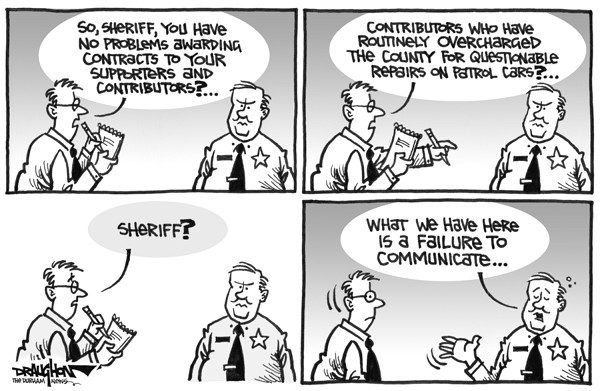 SO, SHERIFF, YOU HAVE
NO PROBLEMS AWARDING
CONTRACTS TO YOUR
SUPPORTERS AND
CONTRIBUTORS?...
CONTRIBUTORS WHO HAVE
ROUTINELY OVERCHARGED
THE COUNTY FOR QUESTIONABLE
REPAIRS ON PATROL CARS?...
SHERIFF?
WHAT WE HAVE HERE
IS A FAILURE TO
COMMUNICATE...
DRAUGHON
THE DURHAM NEWS